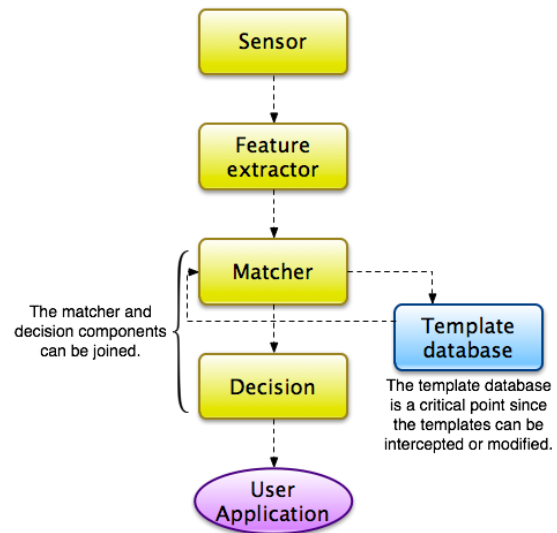 Sensor
Feature
extractor
Matcher
The matcher and
decision components
can be joined.
Template
database
The template database
is a critical point since
the templates can be
intercepted or modified.
Decision
User
Application